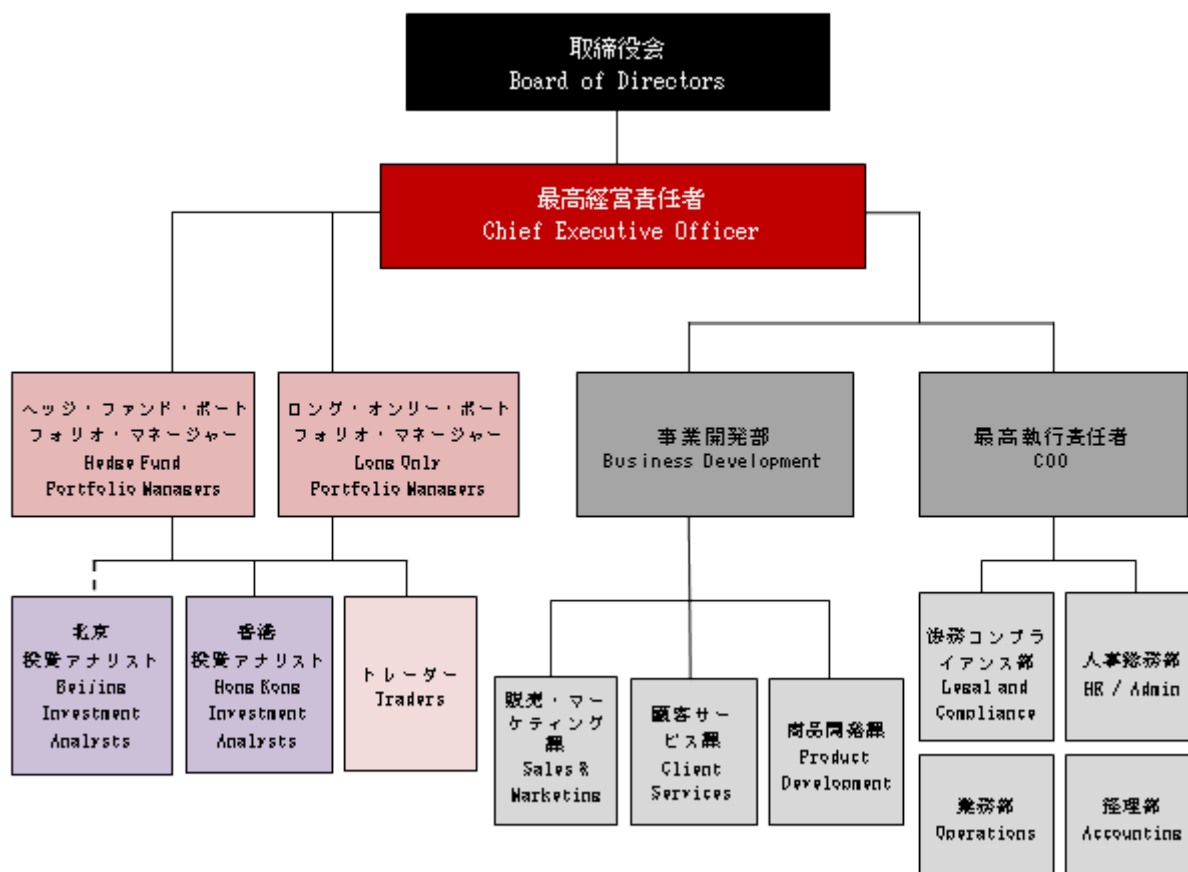 取締役会
Board of Directors
最高経営責任者
Chief Executive Officer
ヘッジ・ファンド・ポート
フォリオ・マネージャー
Hedge Fund
Portfolio Managers
ロング・オンリー・ポート
フォリオ・マネージャー
Long Only
Portfolio Managers
事業開発部
Business Development
最高執行責任者
COO
北京
投資アナリスト
Beijing
Investment
Analysts
香港
投資アナリスト
Hong Kong
Investment
Analysts
トレーダー
Traders
販売・マー
ケティング
課
Sales &
Marketing
顧客サー
ビス課
Client
Services
商品開発課
Product
Development
法務コンプラ
イアンス部
Legal and
Compliance
人事総務部
HR / Admin
業務部
Operations
経理部
Accounting